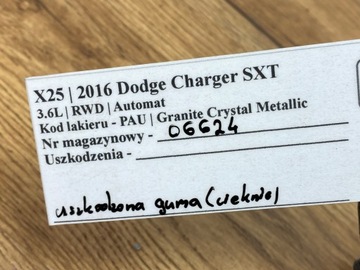 X25 | 2016 Dodge Charger SXT
3.6L | RWD | Automat
Kod lakieru - PAU | Granite Crystal Metallic
Nr magazynowy - 06624
Uszkodzenia -
uszkodzona guma (